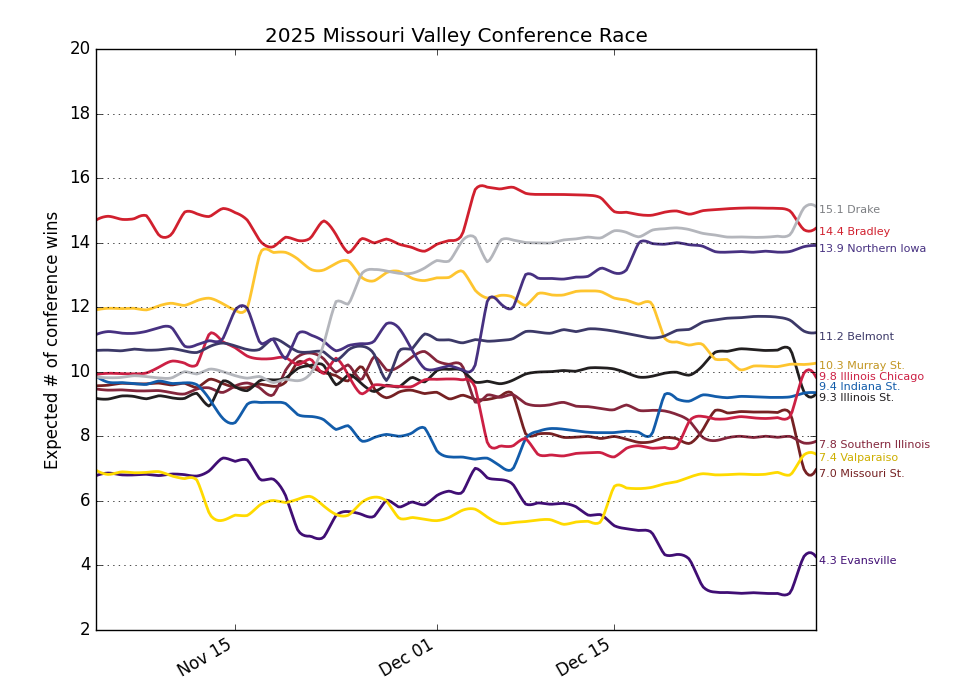 2025 Missouri Valley Conference Race
Expected # of conference wins
20
18
16
14
12
10
8
6
4
2
Nov 15
Dec 01
Dec 15
15.1 Drake
14.4 Bradley
13.9 Northern Iowa
11.2 Belmont
10.3 Murray St.
9.8 Illinois Chicago
9.4 Indiana St.
9.3 Illinois St.
7.8 Southern Illinois
7.4 Valparaiso
7.0 Missouri St.
4.3 Evansville